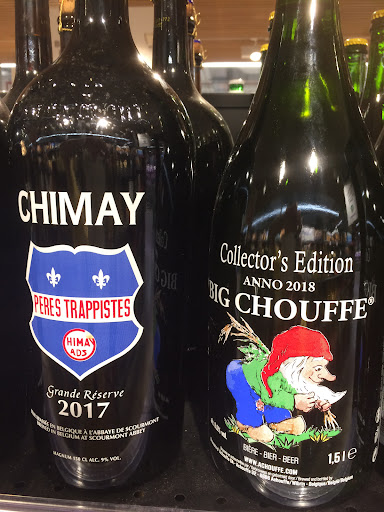 CHIMAY
PERES TRAPPISTES
CHIMAY
Grande Réserve
2017
BRASSÉE EN BELGIQUE À L'ABBAYE DE SCOURMONT
BREWED IN BELGIUM AT SCOURMONT ABBEY
MAGNUM 150 CL ALC. 9% VOL.
Collector's Edition
ANNO 2018
BIG CHOUFFE®
BIÈRE - BIER - BEER
WWW.ACHOUFFE.COM
1,5 l e